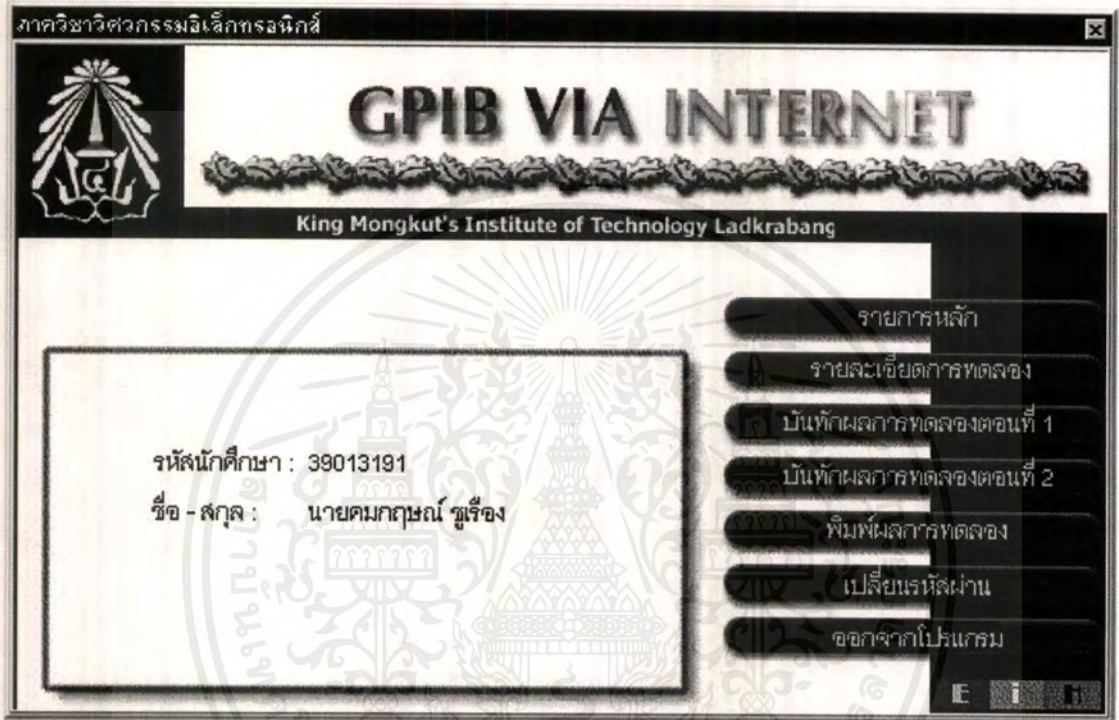 ภาควิชาวิศวกรรมอิเล็กทรอนิกส์
GPIB VIA INTERNET
King Mongkut's Institute of Technology Ladkrabang
รหัสนักศึกษา : 39013191
ชื่อ - สกุล : นายคมกฤษณ์ ชูเรือง
รายการหลัก
รายละเอียดการทดลอง
บันทึกผลการทดลองตอนที่ 1
บันทึกผลการทดลองตอนที่ 2
พิมพ์ผลการทดลอง
เปลี่ยนรหัสผ่าน
ออกจากโปรแกรม
E i